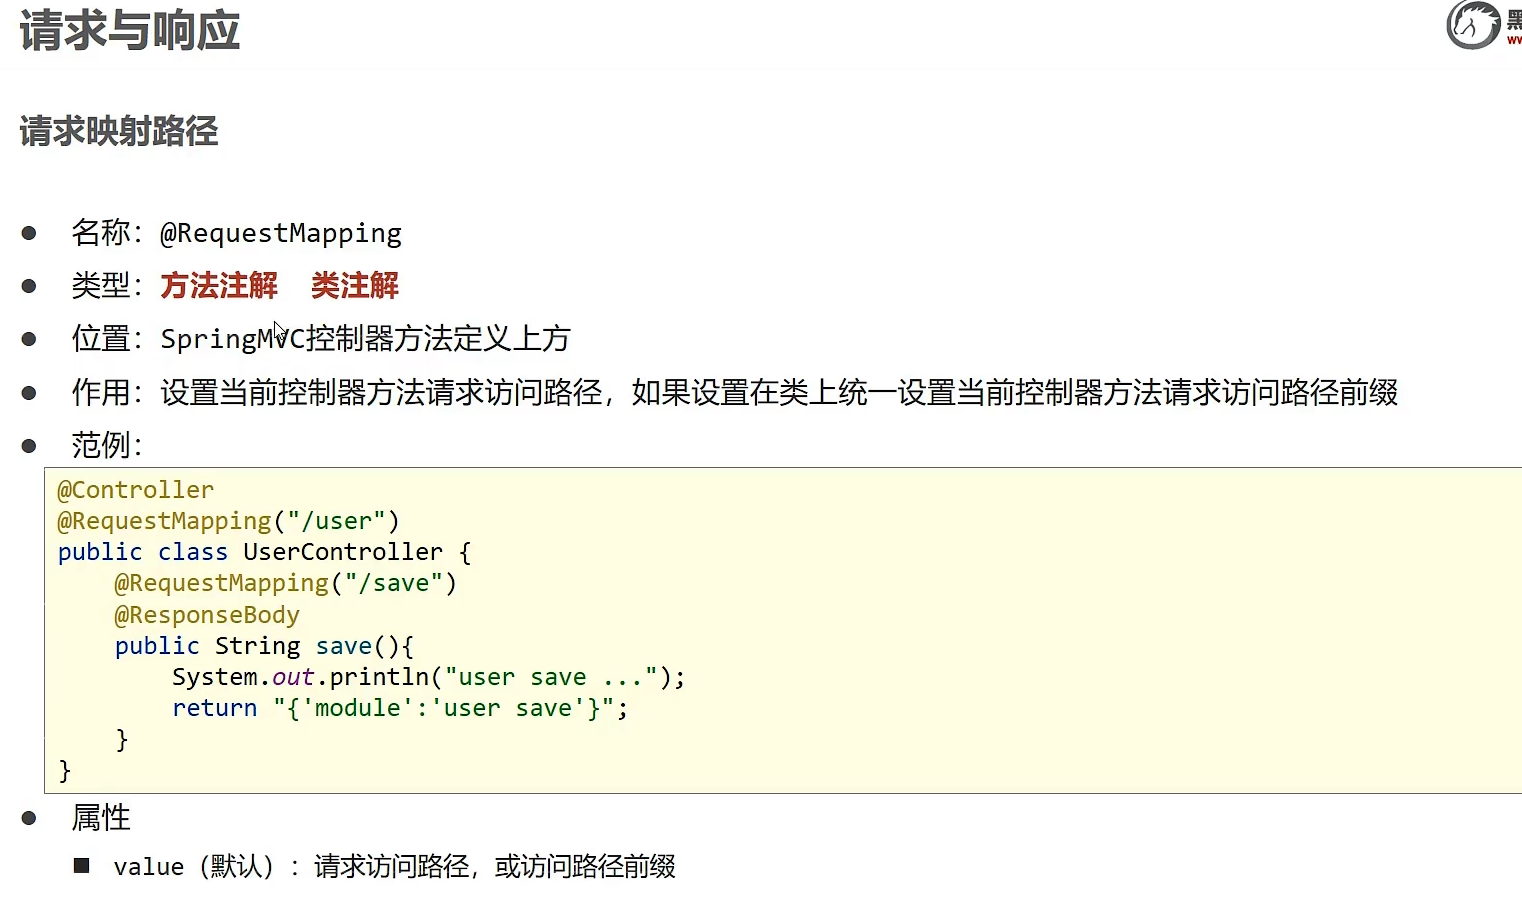 请求与响应
黑
ww
请求映射路径
● 名称：@RequestMapping
● 类型：方法注解 类注解
● 位置：SpringMVC控制器方法定义上方
● 作用：设置当前控制器方法请求访问路径，如果设置在类上统一设置当前控制器方法请求访问路径前缀
● 范例：
@Controller
@RequestMapping("/user")
public class UserController {
    @RequestMapping("/save")
    @ResponseBody
    public String save(){
        System.out.println("user save ...");
        return "{'module':'user save'}";
    }
}
● 属性
■ value（默认）：请求访问路径，或访问路径前缀